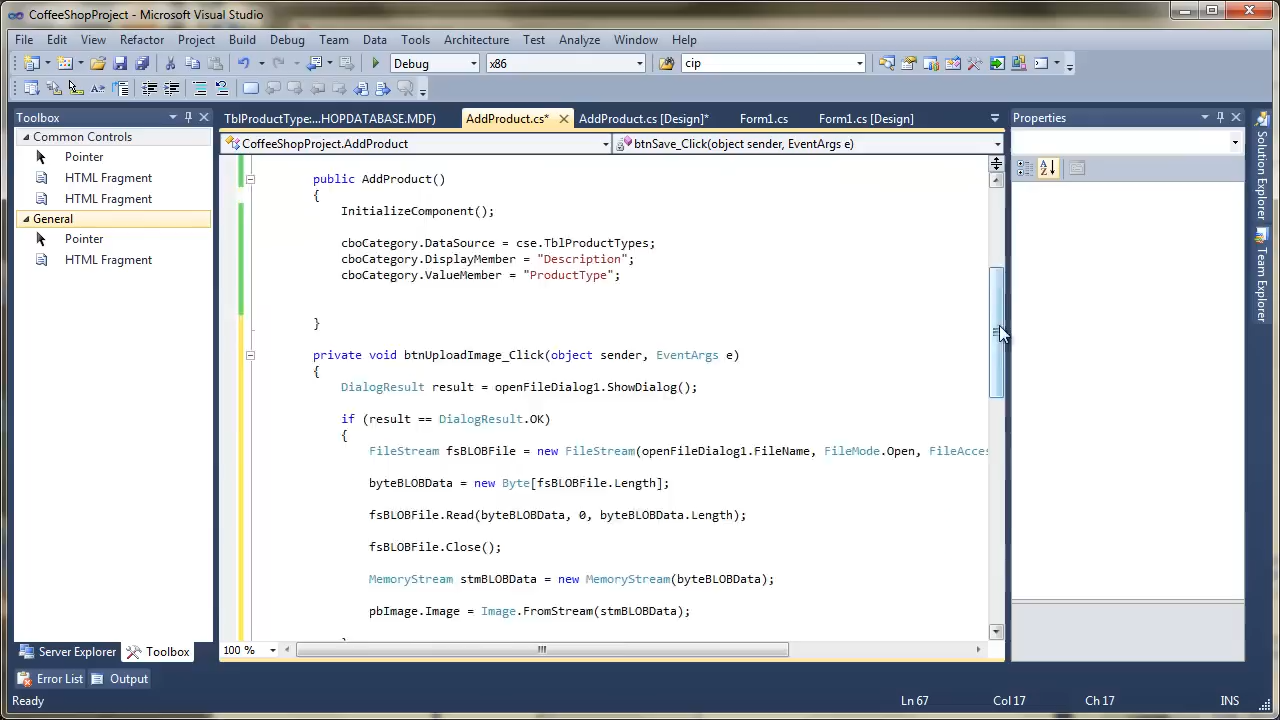 CoffeeShopProject - Microsoft Visual Studio
File Edit View Refactor Project Build Debug Team Data Tools Architecture Test Analyze Window Help
Debug x86 cip
Toolbox
Common Controls
Pointer
HTML Fragment
HTML Fragment
General
Pointer
HTML Fragment
Server Explorer Toolbox
TblProductType:...HOPDATABASE.MDF) AddProduct.cs* AddProduct.cs [Design]* Form1.cs Form1.cs [Design]
CoffeeShopProject.AddProduct btnSave_Click(object sender, EventArgs e)
public AddProduct()
{
InitializeComponent();
cboCategory.DataSource = cse.TblProductTypes;
cboCategory.DisplayMember = "Description";
cboCategory.ValueMember = "ProductType";
}
private void btnUploadImage_Click(object sender, EventArgs e)
{
DialogResult result = openFileDialog1.ShowDialog();
if (result == DialogResult.OK)
{
FileStream fsBLOBFile = new FileStream(openFileDialog1.FileName, FileMode.Open, FileAcces
byteBLOBData = new Byte[fsBLOBFile.Length];
fsBLOBFile.Read(byteBLOBData, 0, byteBLOBData.Length);
fsBLOBFile.Close();
MemoryStream stmBLOBData = new MemoryStream(byteBLOBData);
pbImage.Image = Image.FromStream(stmBLOBData);
100 %
Properties
Solution Explorer
Team Explorer
Error List Output
Ready Ln 67 Col 17 Ch 17 INS